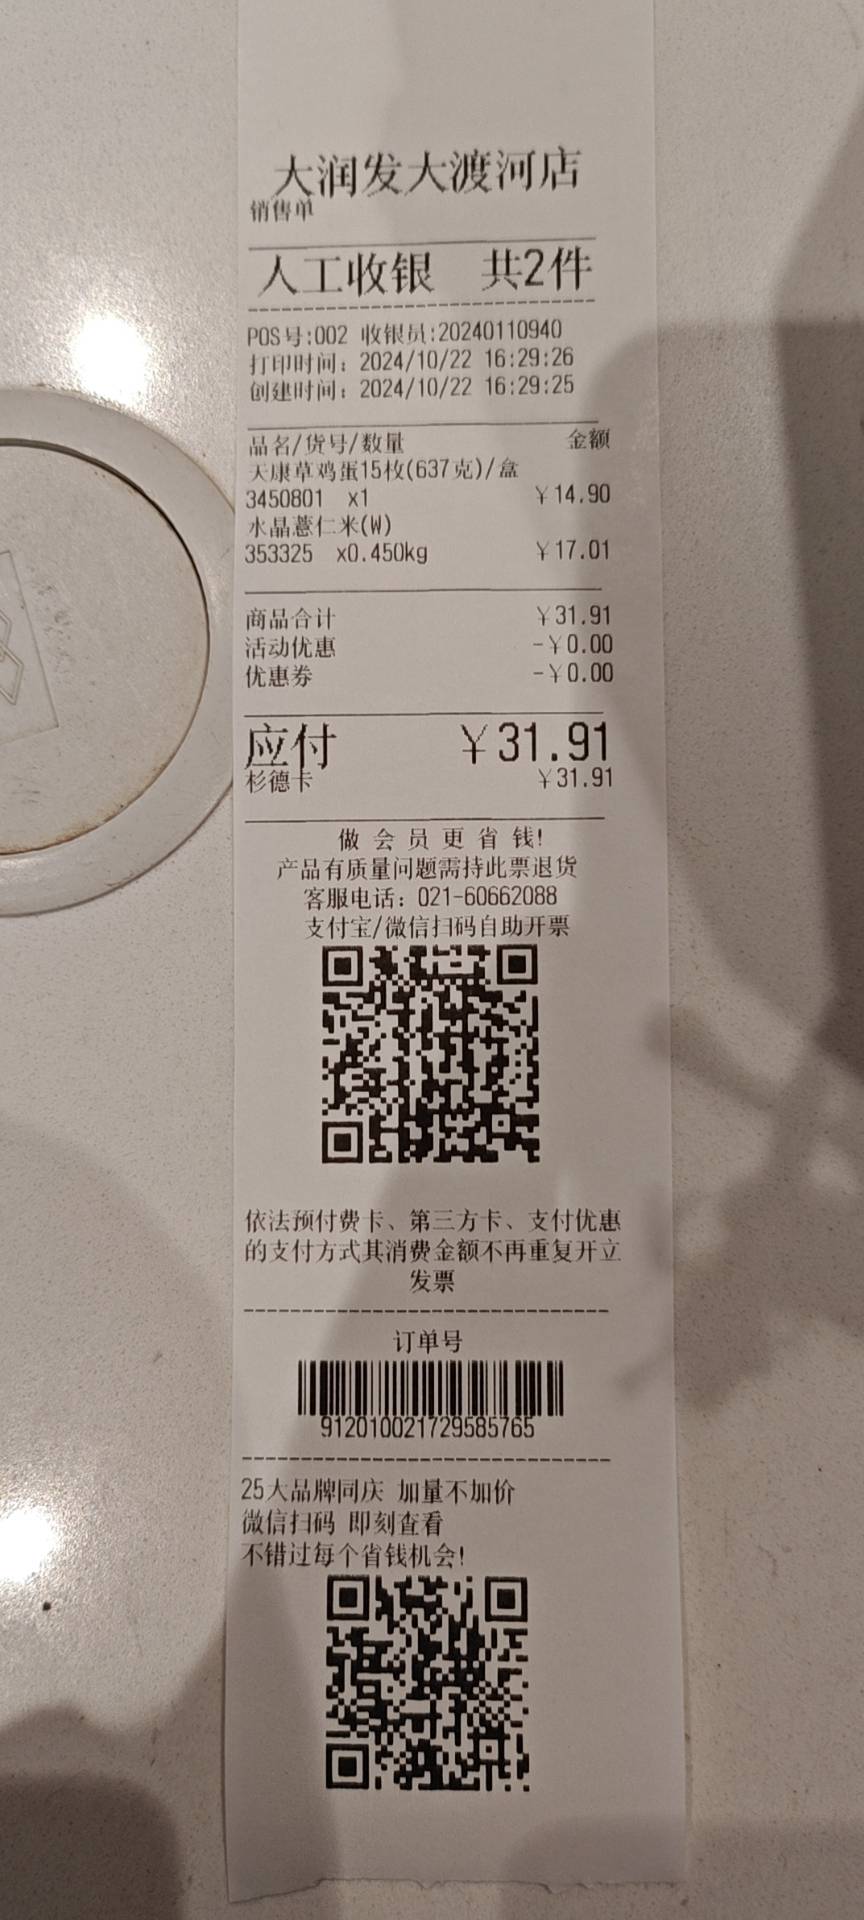 大润发大渡河店
销售单
人工收银 共2件
POS号:002 收银员:20240110940
打印时间：2024/10/22 16:29:26
创建时间：2024/10/22 16:29:25
品名/货号/数量 金额
天康草鸡蛋15枚(637克)/盒
3450801 x1 ￥14.90
水晶薏仁米(W)
353325 x0.450kg ￥17.01
商品合计 ￥31.91
活动优惠 -￥0.00
优惠券 -￥0.00
应付 ￥31.91
杉德卡 ￥31.91
做 会 员 更 省 钱!
产品有质量问题需持此票退货
客服电话：021-60662088
支付宝/微信扫码自助开票
依法预付费卡、第三方卡、支付优惠
的支付方式其消费金额不再重复开立
发票
订单号
912010021729585765
25大品牌同庆 加量不加价
微信扫码 即刻查看
不错过每个省钱机会!